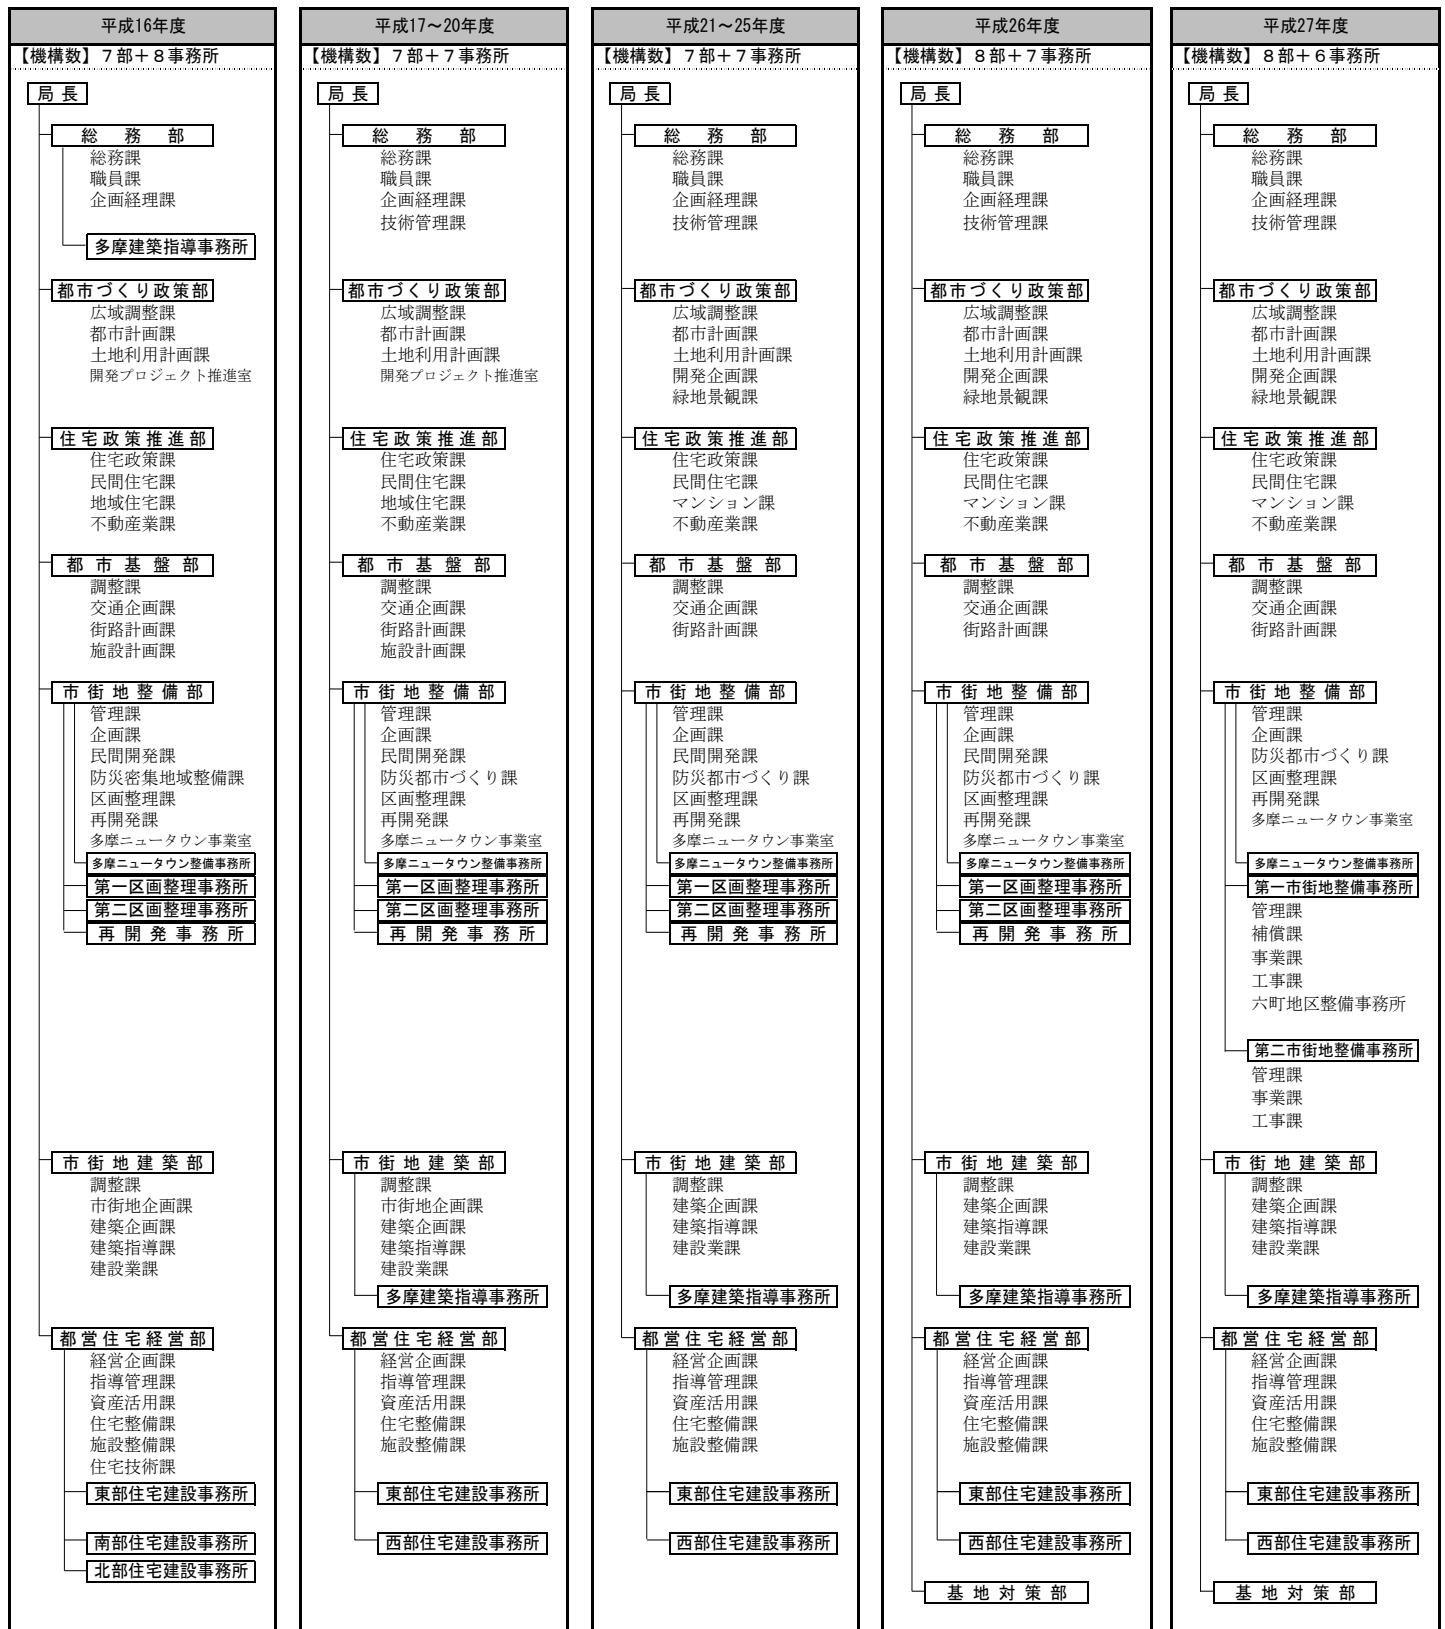 平成16年度
【機構数】７部＋８事務所
局長
総務部
総務課
職員課
企画経理課
多摩建築指導事務所
都市づくり政策部
広域調整課
都市計画課
土地利用計画課
開発プロジェクト推進室
住宅政策推進部
住宅政策課
民間住宅課
地域住宅課
不動産業課
都市基盤部
調整課
交通企画課
街路計画課
施設計画課
市街地整備部
管理課
企画課
民間開発課
防災密集地域整備課
区画整理課
再開発課
多摩ニュータウン事業室
多摩ニュータウン整備事務所
第一区画整理事務所
第二区画整理事務所
再開発事務所
市街地建築部
調整課
市街地企画課
建築企画課
建築指導課
建設業課
都営住宅経営部
経営企画課
指導管理課
資産活用課
住宅整備課
施設整備課
住宅技術課
東部住宅建設事務所
南部住宅建設事務所
北部住宅建設事務所
平成17～20年度
【機構数】７部＋７事務所
局長
総務部
総務課
職員課
企画経理課
技術管理課
都市づくり政策部
広域調整課
都市計画課
土地利用計画課
開発プロジェクト推進室
住宅政策推進部
住宅政策課
民間住宅課
地域住宅課
不動産業課
都市基盤部
調整課
交通企画課
街路計画課
施設計画課
市街地整備部
管理課
企画課
民間開発課
防災都市づくり課
区画整理課
再開発課
多摩ニュータウン事業室
多摩ニュータウン整備事務所
第一区画整理事務所
第二区画整理事務所
再開発事務所
市街地建築部
調整課
市街地企画課
建築企画課
建築指導課
建設業課
多摩建築指導事務所
都営住宅経営部
経営企画課
指導管理課
資産活用課
住宅整備課
施設整備課
東部住宅建設事務所
西部住宅建設事務所
平成21～25年度
【機構数】７部＋７事務所
局長
総務部
総務課
職員課
企画経理課
技術管理課
都市づくり政策部
広域調整課
都市計画課
土地利用計画課
開発企画課
緑地景観課
住宅政策推進部
住宅政策課
民間住宅課
マンション課
不動産業課
都市基盤部
調整課
交通企画課
街路計画課
市街地整備部
管理課
企画課
民間開発課
防災都市づくり課
区画整理課
再開発課
多摩ニュータウン事業室
多摩ニュータウン整備事務所
第一区画整理事務所
第二区画整理事務所
再開発事務所
市街地建築部
調整課
建築企画課
建築指導課
建設業課
多摩建築指導事務所
都営住宅経営部
経営企画課
指導管理課
資産活用課
住宅整備課
施設整備課
東部住宅建設事務所
西部住宅建設事務所
平成26年度
【機構数】８部＋７事務所
局長
総務部
総務課
職員課
企画経理課
技術管理課
都市づくり政策部
広域調整課
都市計画課
土地利用計画課
開発企画課
緑地景観課
住宅政策推進部
住宅政策課
民間住宅課
マンション課
不動産業課
都市基盤部
調整課
交通企画課
街路計画課
市街地整備部
管理課
企画課
民間開発課
防災都市づくり課
区画整理課
再開発課
多摩ニュータウン事業室
多摩ニュータウン整備事務所
第一区画整理事務所
第二区画整理事務所
再開発事務所
市街地建築部
調整課
建築企画課
建築指導課
建設業課
多摩建築指導事務所
都営住宅経営部
経営企画課
指導管理課
資産活用課
住宅整備課
施設整備課
東部住宅建設事務所
西部住宅建設事務所
基地対策部
平成27年度
【機構数】８部＋６事務所
局長
総務部
総務課
職員課
企画経理課
技術管理課
都市づくり政策部
広域調整課
都市計画課
土地利用計画課
開発企画課
緑地景観課
住宅政策推進部
住宅政策課
民間住宅課
マンション課
不動産業課
都市基盤部
調整課
交通企画課
街路計画課
市街地整備部
管理課
企画課
防災都市づくり課
区画整理課
再開発課
多摩ニュータウン事業室
多摩ニュータウン整備事務所
第一市街地整備事務所
管理課
補償課
事業課
工事課
六町地区整備事務所
第二市街地整備事務所
管理課
事業課
工事課
市街地建築部
調整課
建築企画課
建築指導課
建設業課
多摩建築指導事務所
都営住宅経営部
経営企画課
指導管理課
資産活用課
住宅整備課
施設整備課
東部住宅建設事務所
西部住宅建設事務所
基地対策部